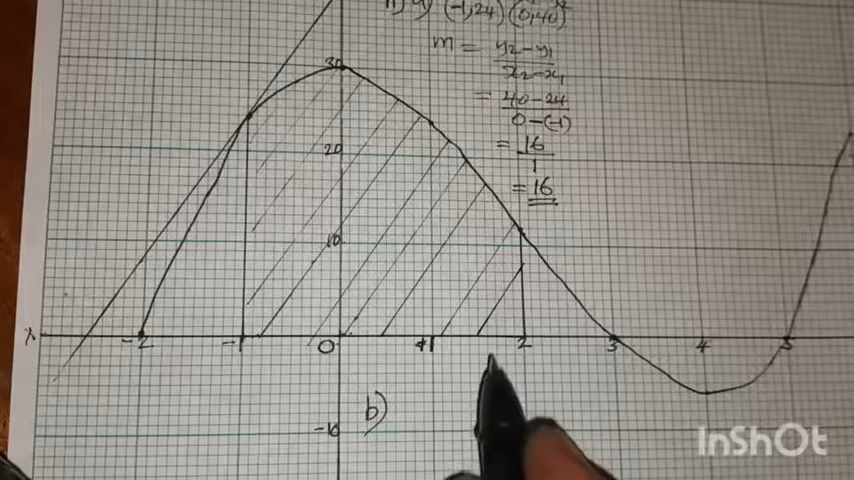 (-1,24) (0,40)
m = y2-y1
x2-x1
= 40-24
0-(-1)
= 16
1
= 16
30
20
10
x -2 -1 0 1 2 3 4 5
b)
-10
InShOt